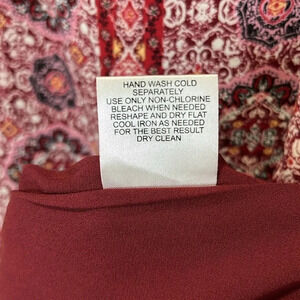 HAND WASH COLD
SEPARATELY
USE ONLY NON-CHLORINE
BLEACH WHEN NEEDED
RESHAPE AND DRY FLAT
COOL IRON AS NEEDED
FOR THE BEST RESULT
DRY CLEAN